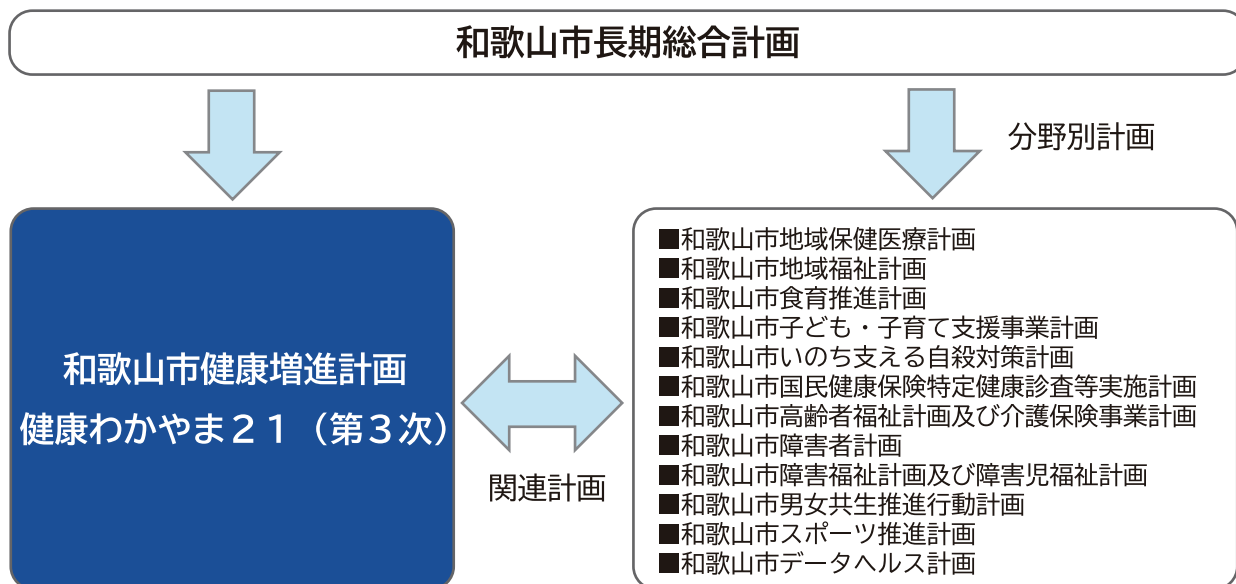 和歌山市長期総合計画
分野別計画
和歌山市健康増進計画
健康わかやま２１（第３次）
関連計画
■和歌山市地域保健医療計画
■和歌山市地域福祉計画
■和歌山市食育推進計画
■和歌山市子ども・子育て支援事業計画
■和歌山市いのち支える自殺対策計画
■和歌山市国民健康保険特定健康診査等実施計画
■和歌山市高齢者福祉計画及び介護保険事業計画
■和歌山市障害者計画
■和歌山市障害福祉計画及び障害児福祉計画
■和歌山市男女共生推進行動計画
■和歌山市スポーツ推進計画
■和歌山市データヘルス計画